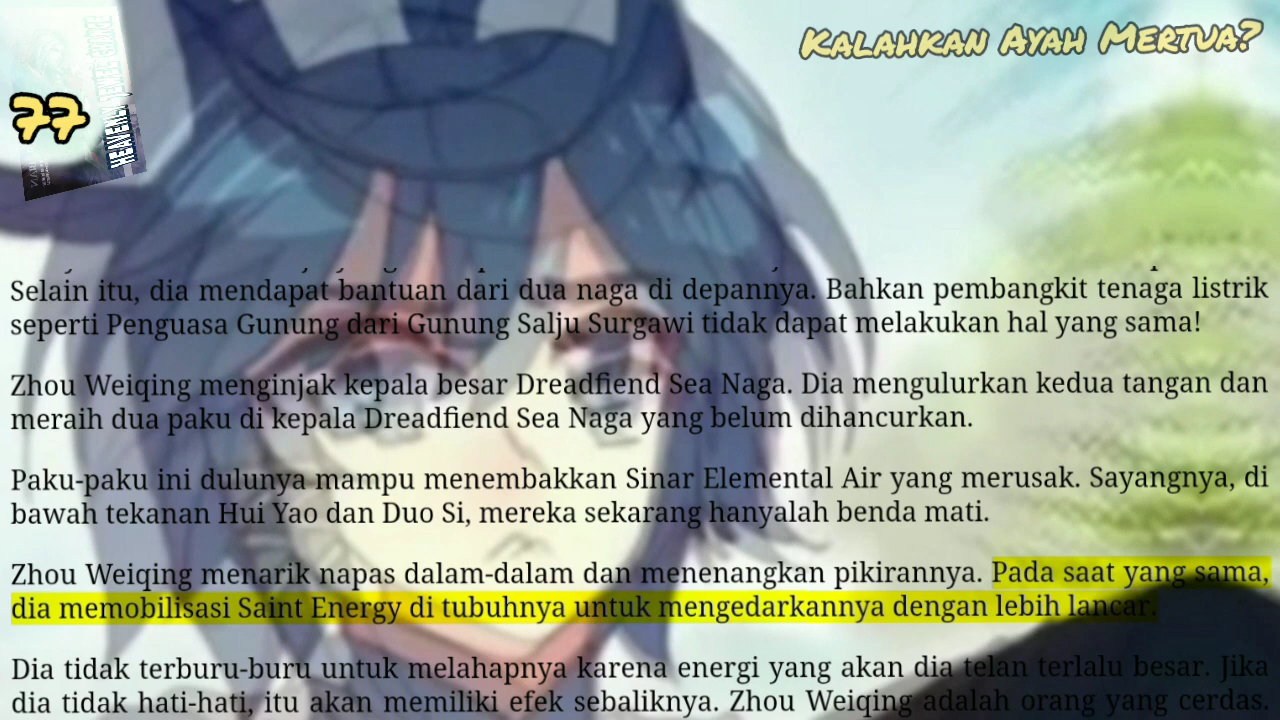 Kalahkan Ayah Mertua?
77
Selain itu, dia mendapat bantuan dari dua naga di depannya. Bahkan pembangkit tenaga listrik
seperti Penguasa Gunung dari Gunung Salju Surgawi tidak dapat melakukan hal yang sama!
Zhou Weiqing menginjak kepala besar Dreadfiend Sea Naga. Dia mengulurkan kedua tangan dan
meraih dua paku di kepala Dreadfiend Sea Naga yang belum dihancurkan.
Paku-paku ini dulunya mampu menembakkan Sinar Elemental Air yang merusak. Sayangnya, di
bawah tekanan Hui Yao dan Duo Si, mereka sekarang hanyalah benda mati.
Zhou Weiqing menarik napas dalam-dalam dan menenangkan pikirannya. Pada saat yang sama,
dia memobilisasi Saint Energy di tubuhnya untuk mengedarkannya dengan lebih lancar.
Dia tidak terburu-buru untuk melahapnya karena energi yang akan dia telan terlalu besar. Jika
dia tidak hati-hati, itu akan memiliki efek sebaliknya. Zhou Weiqing adalah orang yang cerdas.